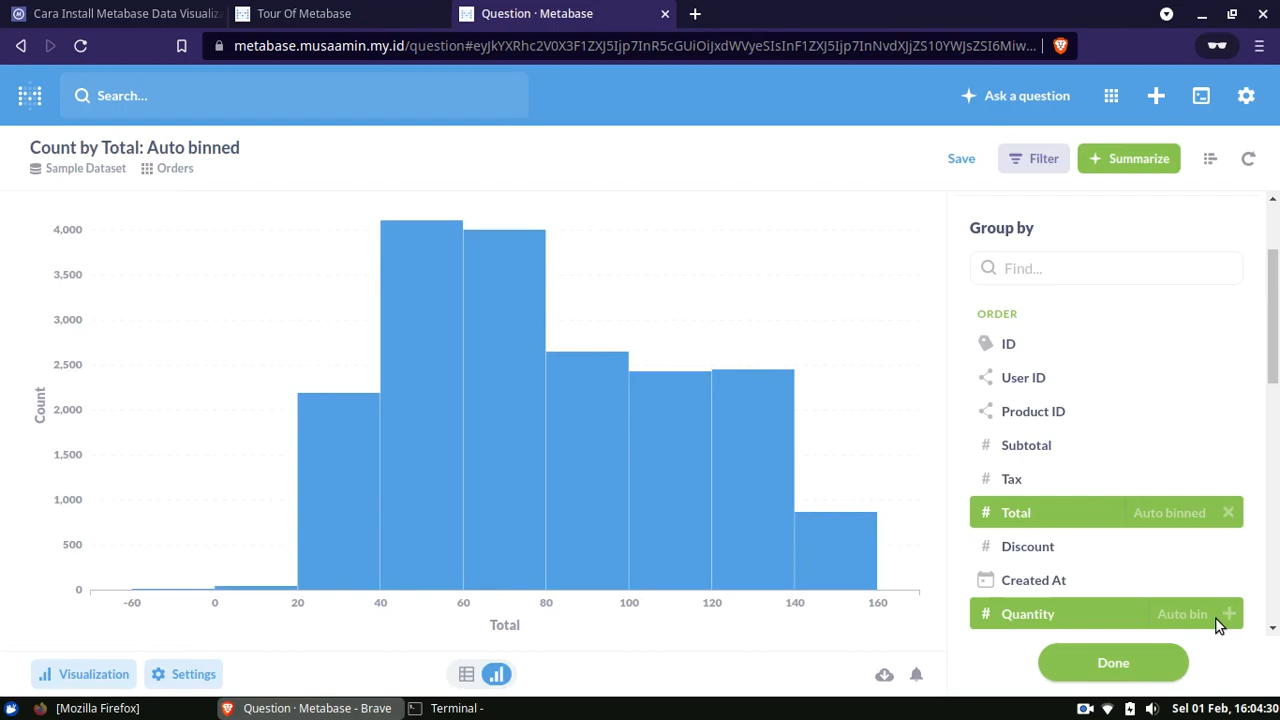 Cara Install Metabase Data Visualiz
Tour Of Metabase
Question · Metabase
metabase.musaamin.my.id/question#eyJkYXRhc2V0X3F1ZXJ5Ijp7InR5cGUiOiJxdWVyeSIsInF1ZXJ5Ijp7InNvdXJjZS10YWJsZSI6Miw...
Search...
Ask a question
Count by Total: Auto binned
Sample Dataset
Orders
Save
Filter
Summarize
Count
4,000
3,500
3,000
2,500
2,000
1,500
1,000
500
0
-60 0 20 40 60 80 100 120 140 160
Total
Group by
Find...
ORDER
ID
User ID
Product ID
Subtotal
Tax
Total Auto binned
Discount
Created At
Quantity Auto bin
Done
Visualization
Settings
[Mozilla Firefox]
Question · Metabase - Brave
Terminal -
Sel 01 Feb, 16:04:30